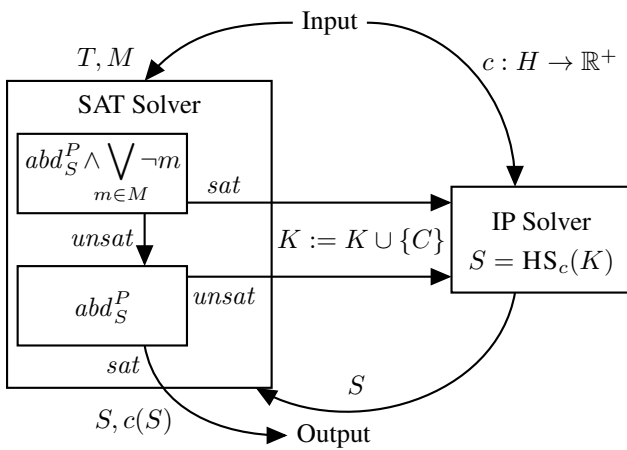 Input
T, M
c : H → ℝ⁺
SAT Solver
abd_S^P ∧ ⋁_{m∈M} ¬m
sat
unsat
K := K ∪ {C}
IP Solver
S = HS_c(K)
abd_S^P
unsat
sat
S
S, c(S)
Output